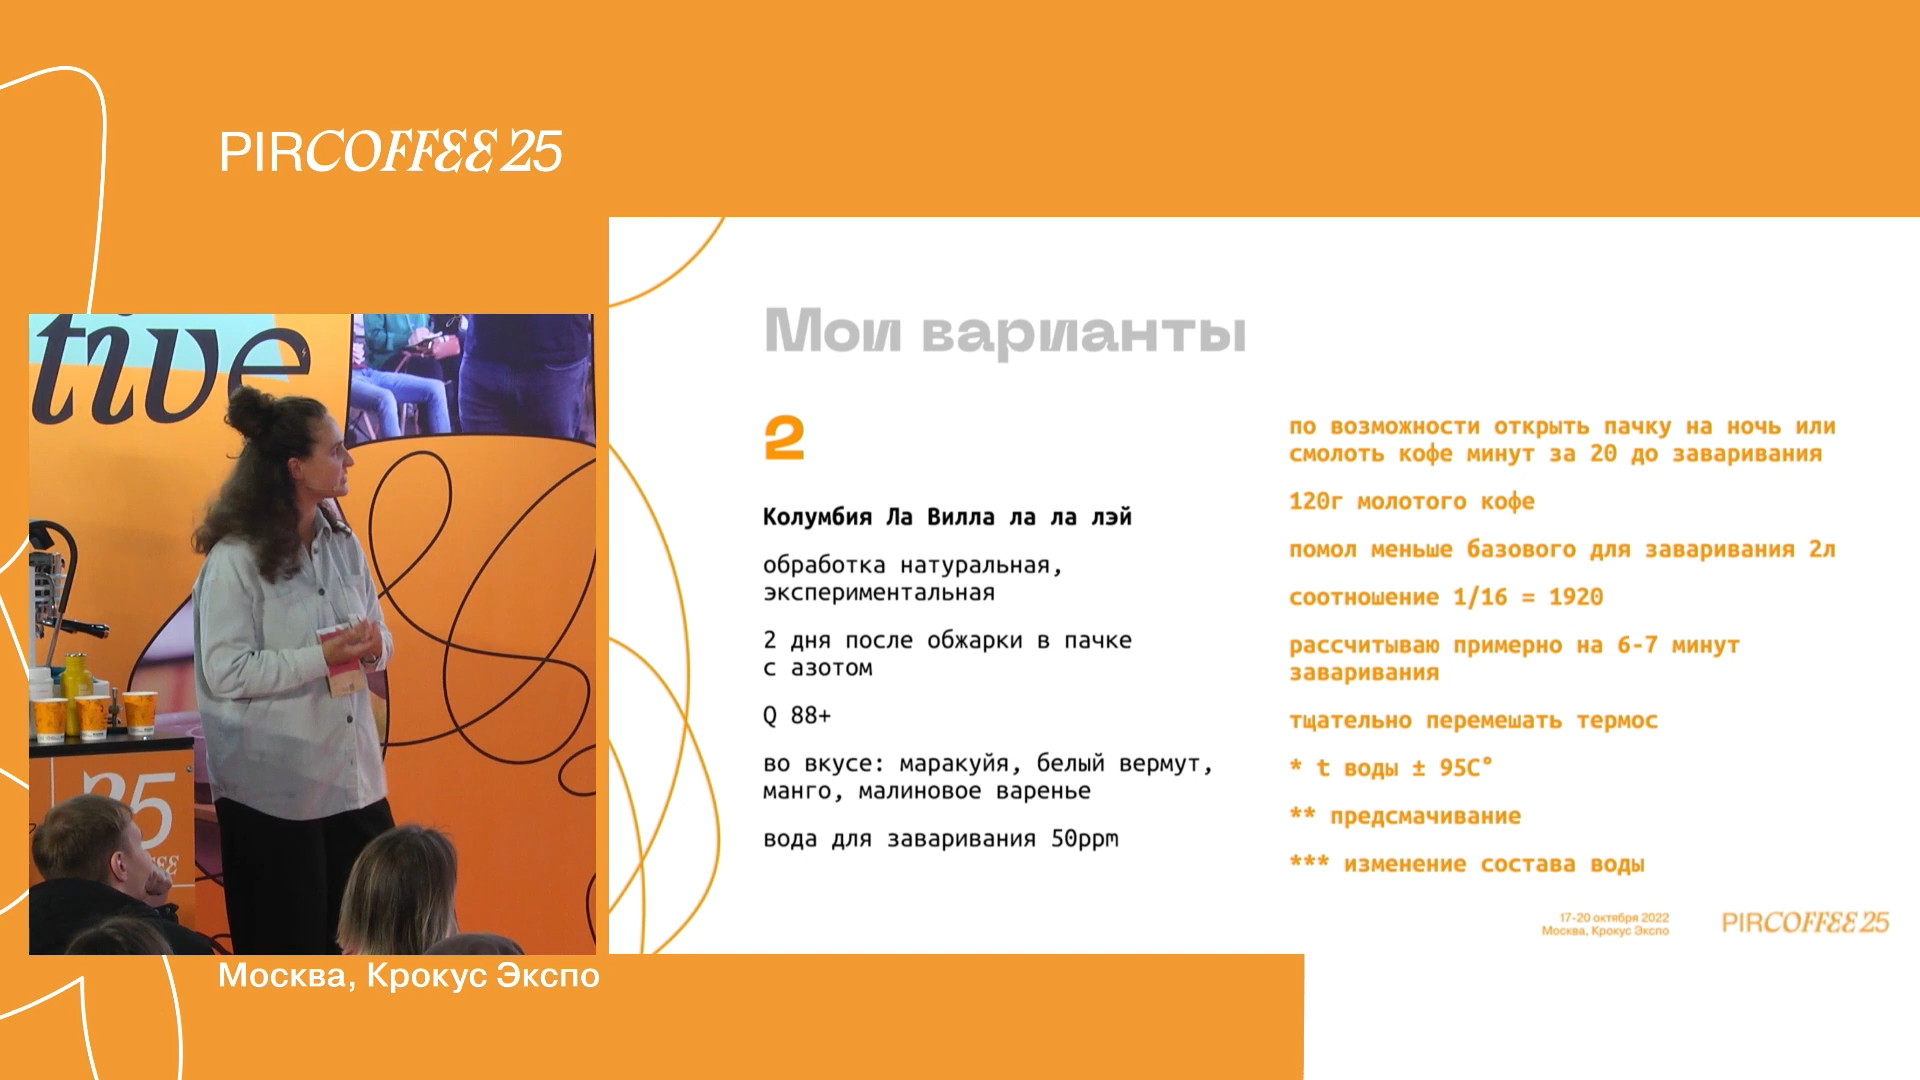 PIRCOFFEE 25
tive
25
Москва, Крокус Экспо
Мои варианты
2
Колумбия Ла Вилла ла ла лэй
обработка натуральная,
экспериментальная
2 дня после обжарки в пачке
с азотом
Q 88+
во вкусе: маракуйя, белый вермут,
манго, малиновое варенье
вода для заваривания 50ppm
по возможности открыть пачку на ночь или
смолоть кофе минут за 20 до заваривания
120г молотого кофе
помол меньше базового для заваривания 2л
соотношение 1/16 = 1920
рассчитываю примерно на 6-7 минут
заваривания
тщательно перемешать термос
* t воды ± 95C°
** предсмачивание
*** изменение состава воды
17-20 октября 2022
Москва, Крокус Экспо
PIRCOFFEE 25